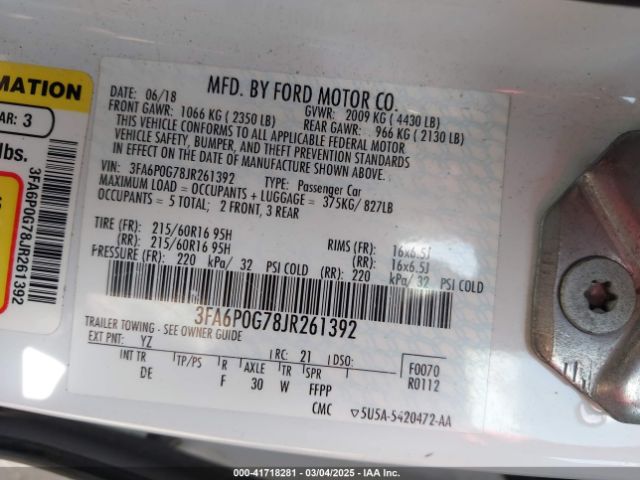 MATION
AR: 3
lbs.
3FA6P0G78JR261392
MFD. BY FORD MOTOR CO.
DATE: 06/18
GVWR: 2009 KG ( 4430 LB)
FRONT GAWR: 1066 KG ( 2350 LB)
REAR GAWR: 966 KG ( 2130 LB)
THIS VEHICLE CONFORMS TO ALL APPLICABLE FEDERAL MOTOR
VEHICLE SAFETY, BUMPER, AND THEFT PREVENTION STANDARDS
IN EFFECT ON THE DATE OF MANUFACTURE SHOWN ABOVE.
VIN: 3FA6P0G78JR261392 TYPE: Passenger Car
MAXIMUM LOAD = OCCUPANTS + LUGGAGE = 375KG/ 827LB
OCCUPANTS = 5 TOTAL; 2 FRONT, 3 REAR
TIRE (FR): 215/60R16 95H RIMS (FR): 16x6.5J
(RR): 215/60R16 95H (RR): 16x6.5J
PRESSURE (FR): 220 kPa/ 32 PSI COLD (RR) 220 kPa/ 32 PSI COLD
3FA6P0G78JR261392
TRAILER TOWING - SEE OWNER GUIDE
EXT PNT: YZ RC: 21 DSO: F0070
INT TR TP/PS R AXLE TR SPR R0112
DE F 30 W FFPP
CMC ▽5U5A-5420472-AA
000-41718281 | 03/04/2025 | IAA Inc.